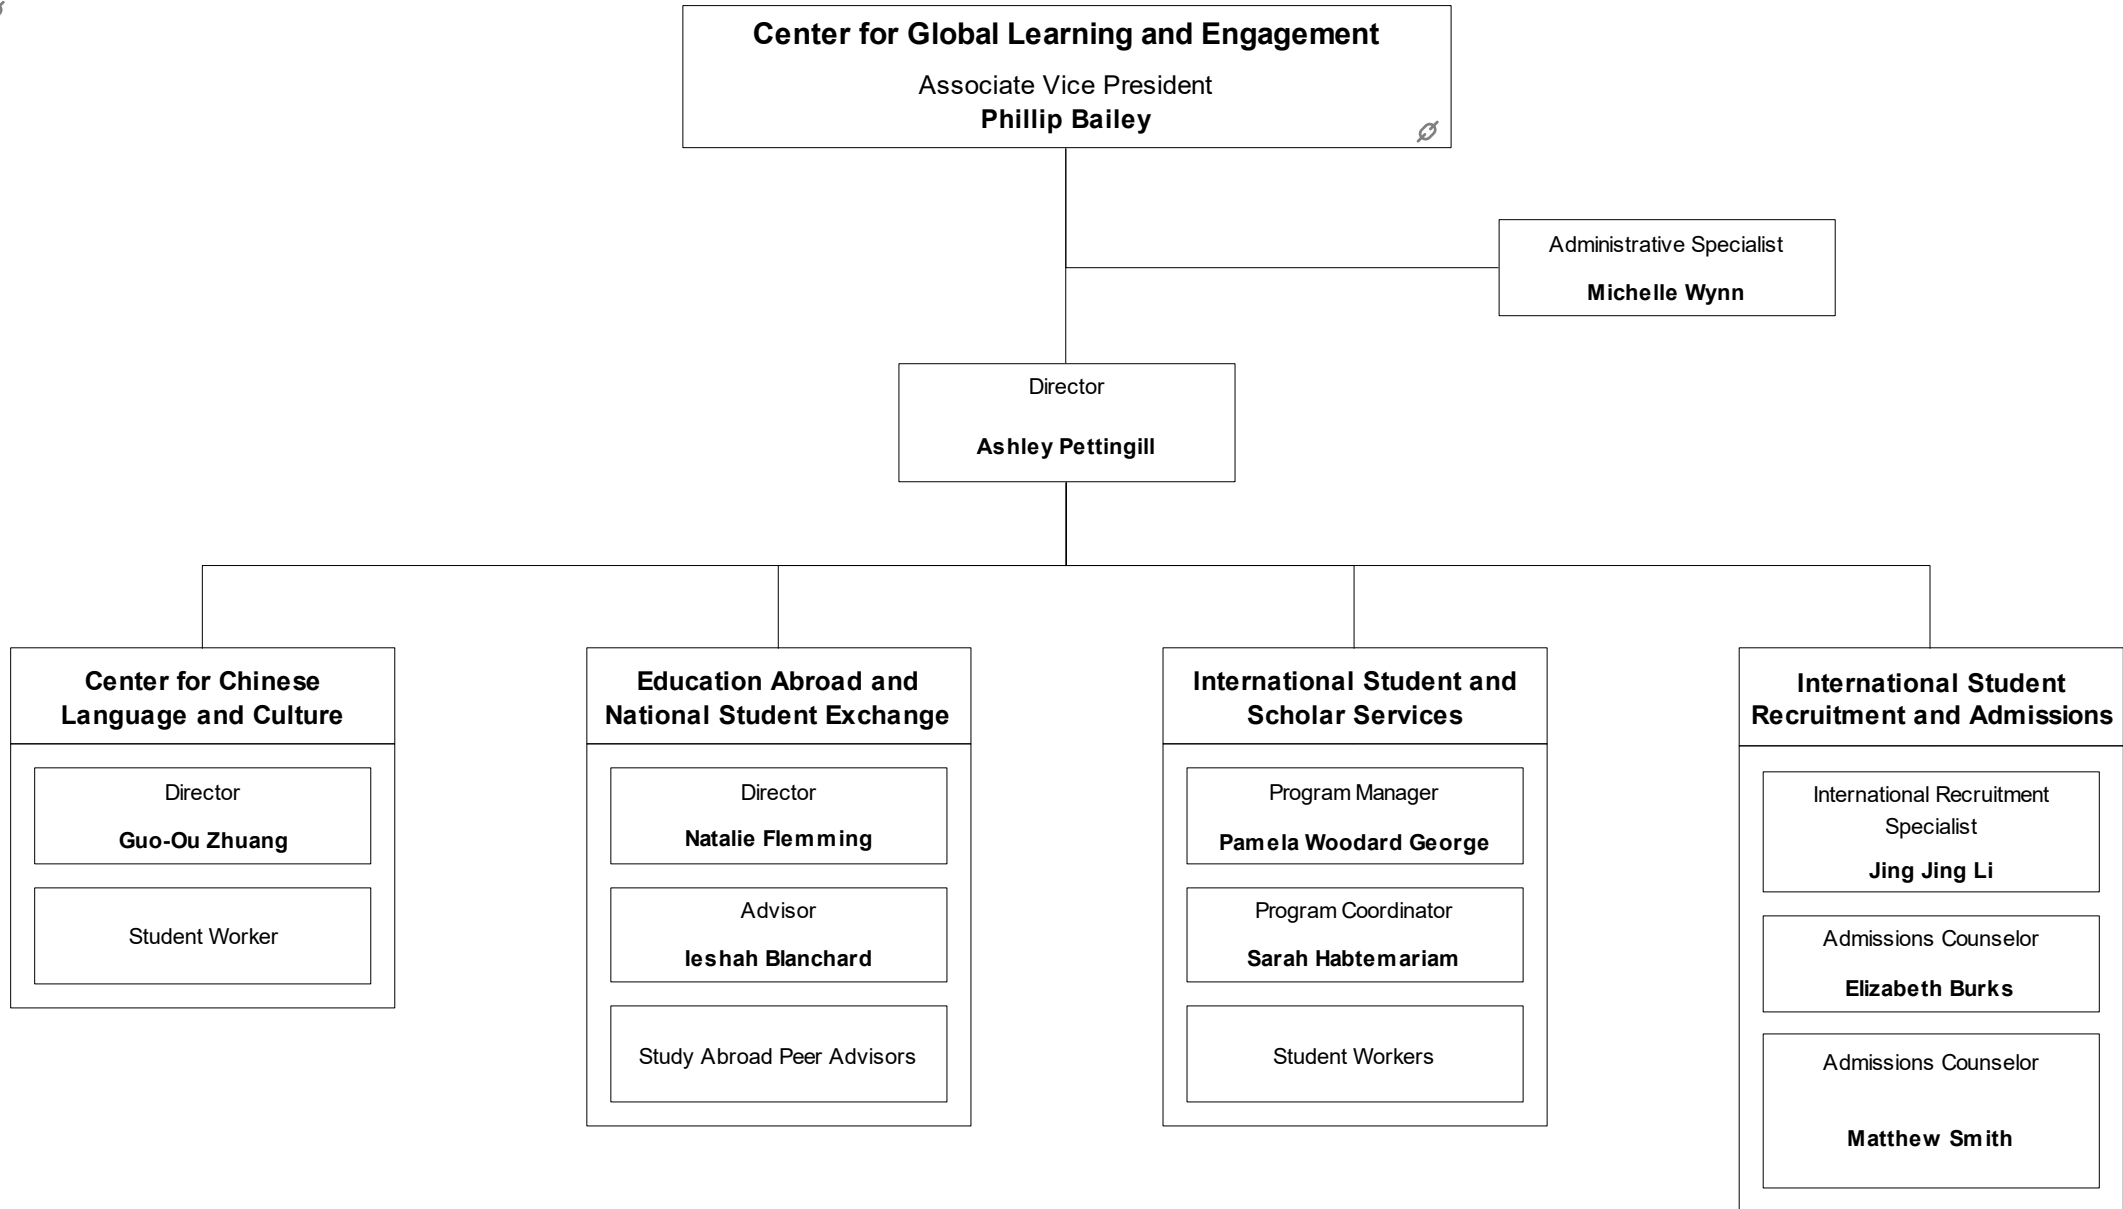 Center for Global Learning and Engagement
Associate Vice President
Phillip Bailey
Administrative Specialist
Michelle Wynn
Director
Ashley Pettingill
Center for Chinese
Language and Culture
Director
Guo-Ou Zhuang
Student Worker
Education Abroad and
National Student Exchange
Director
Natalie Flemming
Advisor
Ieshah Blanchard
Study Abroad Peer Advisors
International Student and
Scholar Services
Program Manager
Pamela Woodard George
Program Coordinator
Sarah Habtemariam
Student Workers
International Student
Recruitment and Admissions
International Recruitment
Specialist
Jing Jing Li
Admissions Counselor
Elizabeth Burks
Admissions Counselor
Matthew Smith